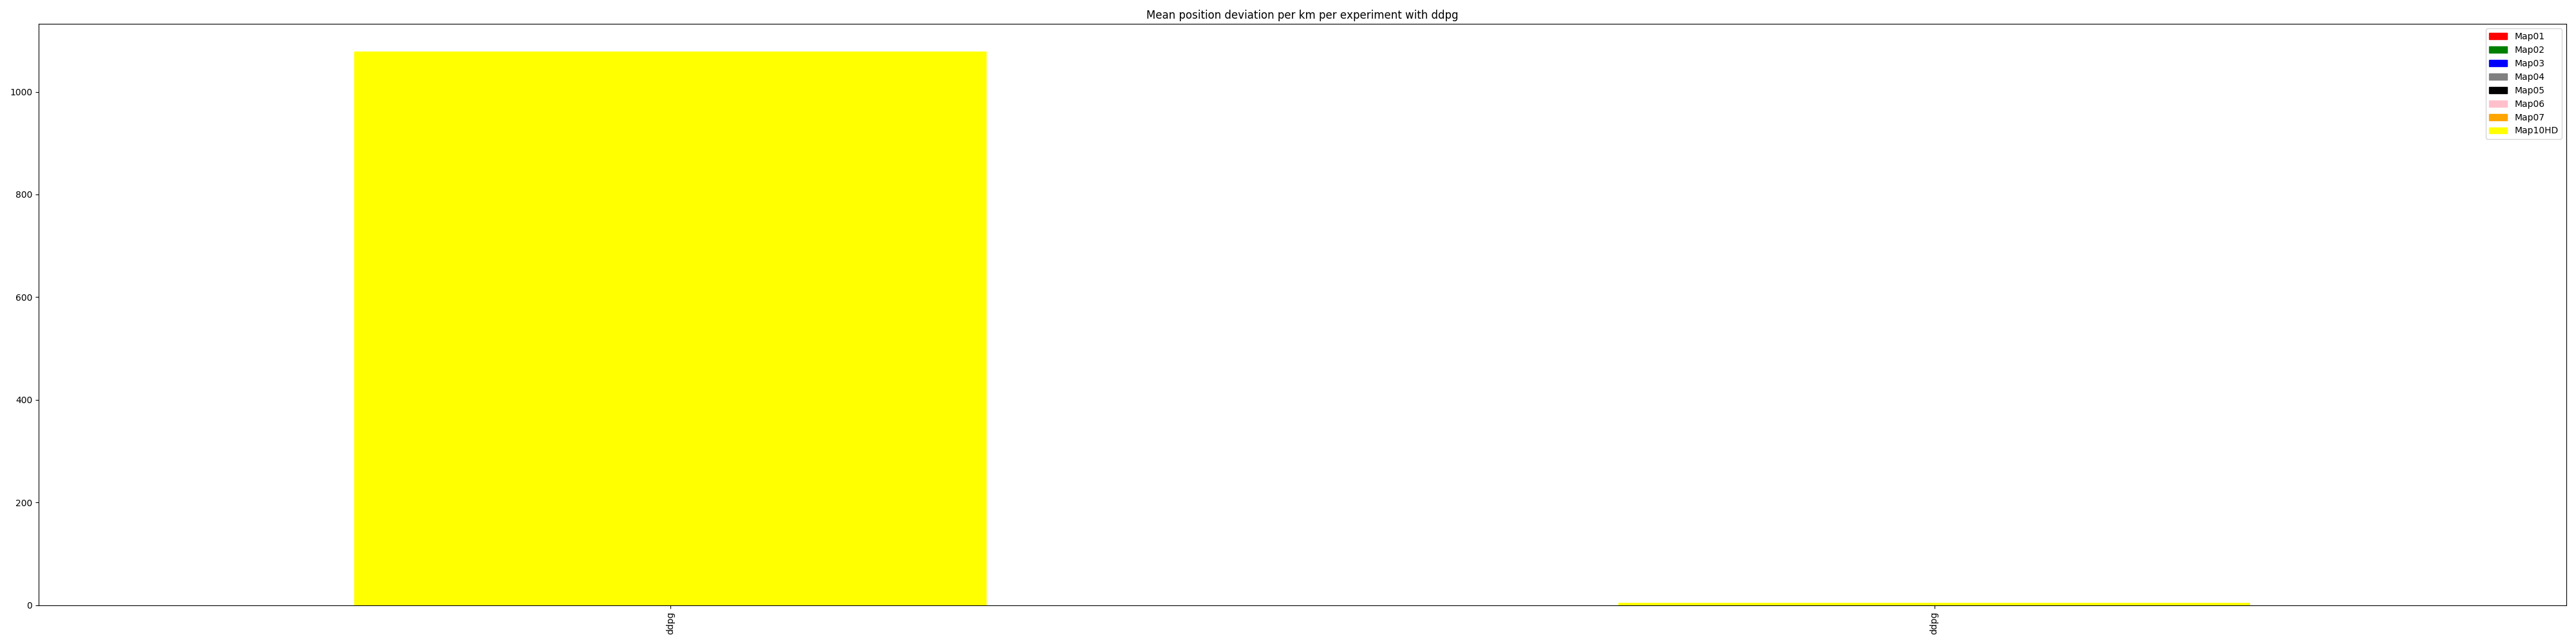 Mean position deviation per km per experiment with ddpg
Map01
Map02
Map03
Map04
Map05
Map06
Map07
Map10HD
1000
800
600
400
200
0
ddpg
ddpg